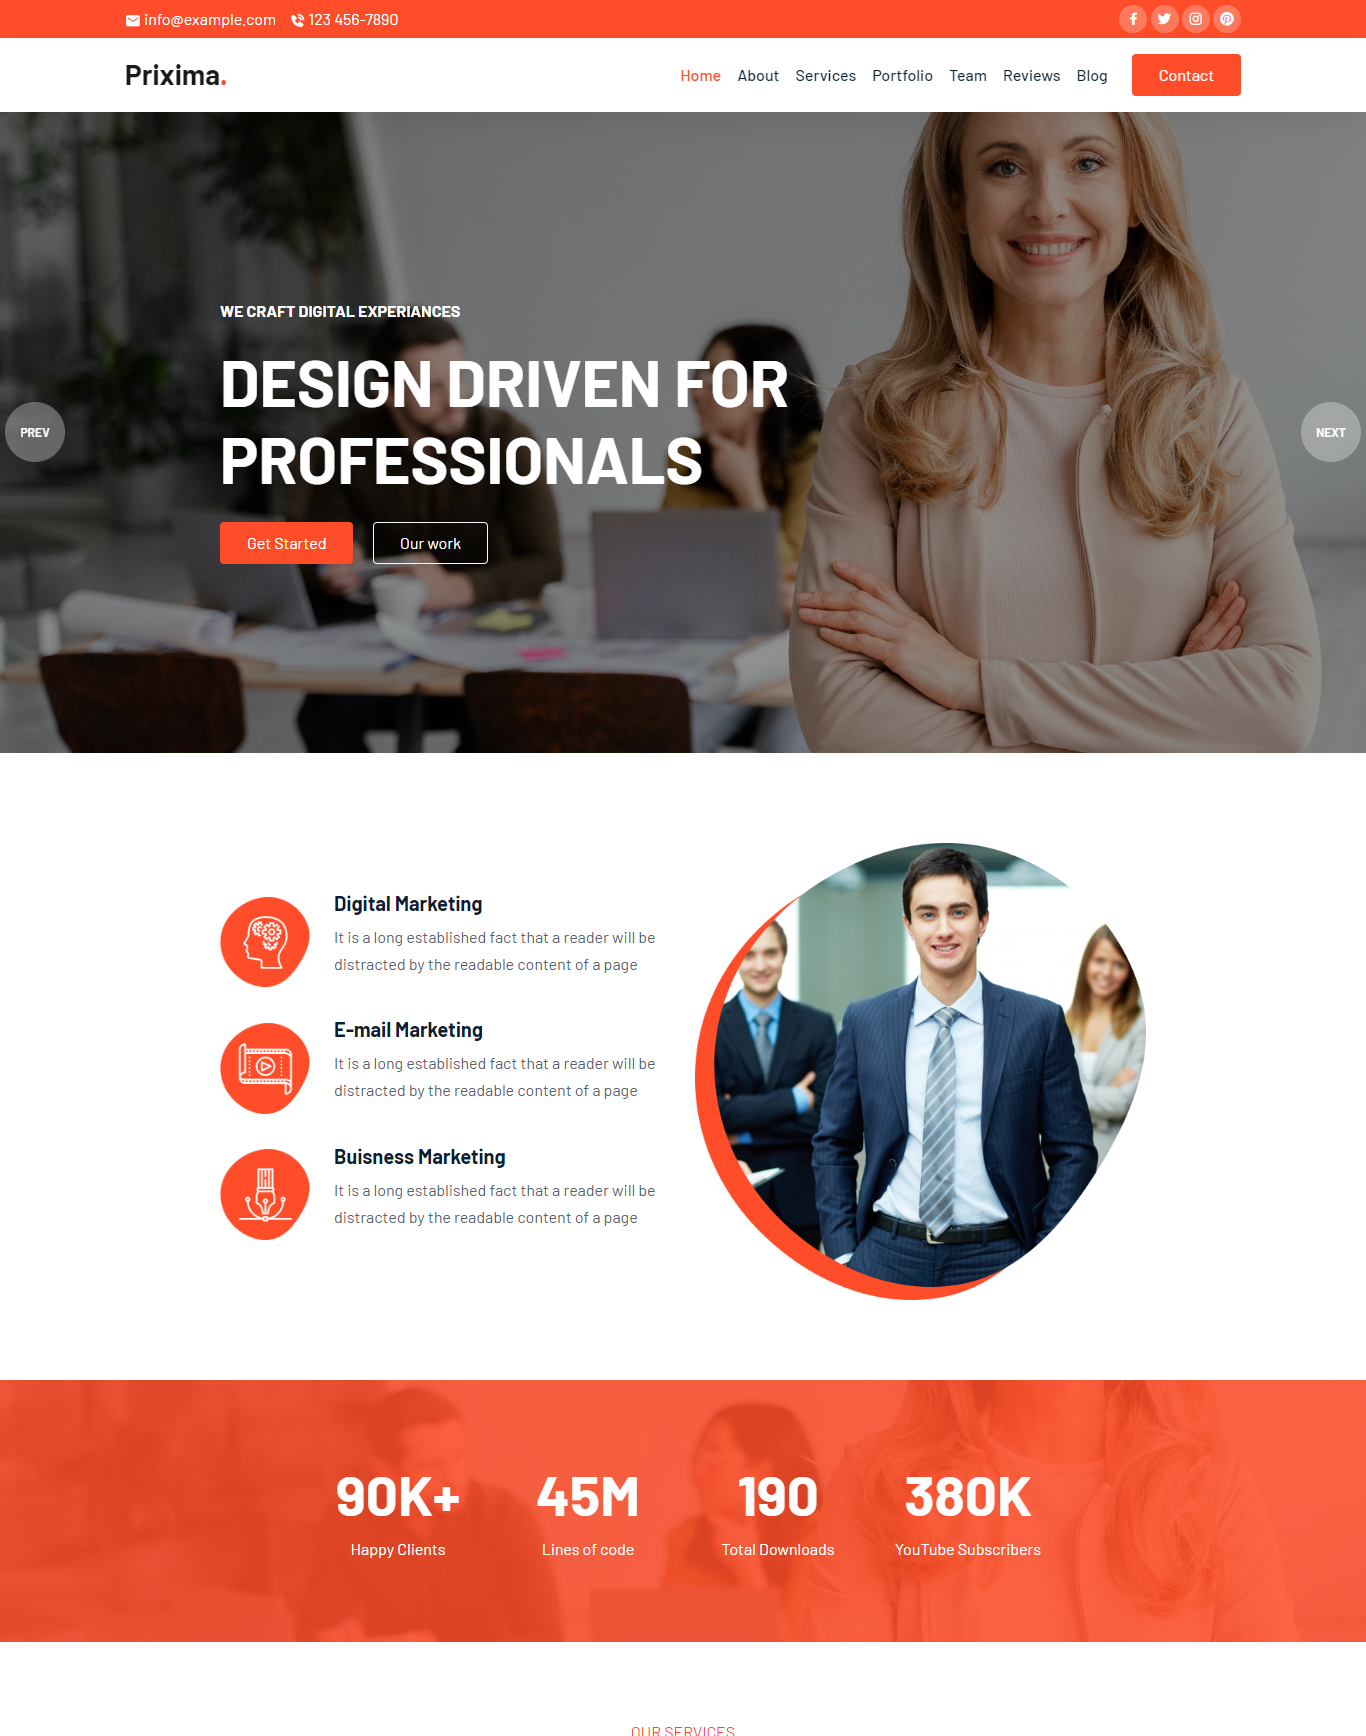 info@example.com 123 456-7890
Prixima.
Home About Services Portfolio Team Reviews Blog Contact
WE CRAFT DIGITAL EXPERIANCES
DESIGN DRIVEN FOR
PROFESSIONALS
PREV
NEXT
Get Started Our work
Digital Marketing
It is a long established fact that a reader will be
distracted by the readable content of a page
E-mail Marketing
It is a long established fact that a reader will be
distracted by the readable content of a page
Buisness Marketing
It is a long established fact that a reader will be
distracted by the readable content of a page
90K+ 45M 190 380K
Happy Clients Lines of code Total Downloads YouTube Subscribers
OUR SERVICES